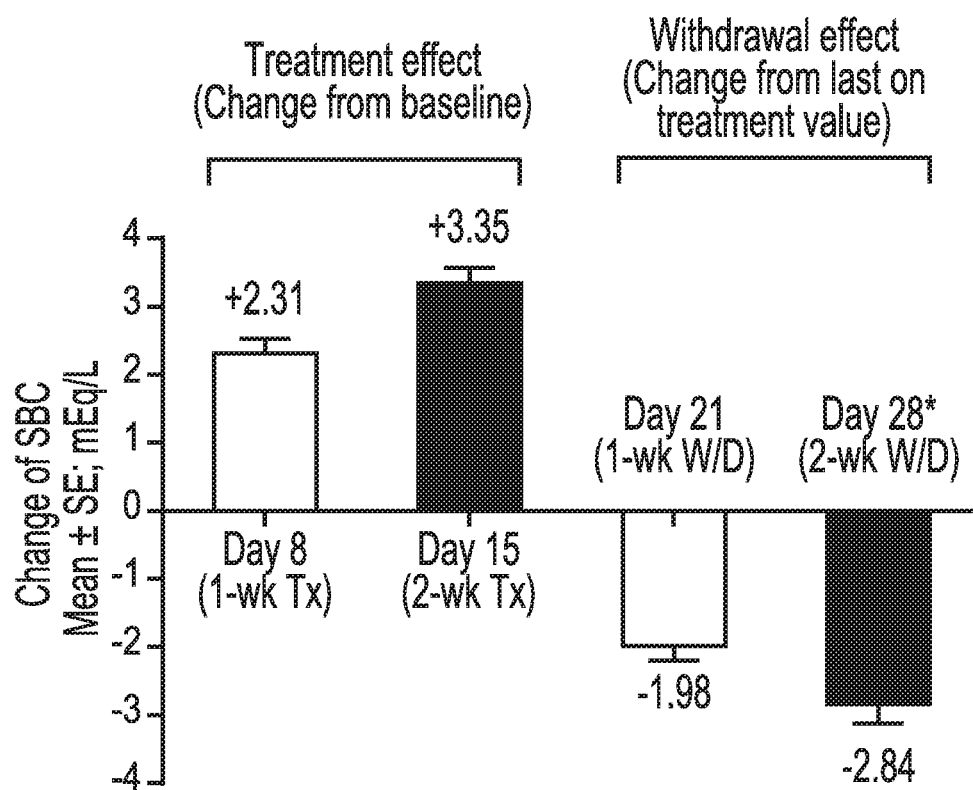 Treatment effect
(Change from baseline)
Withdrawal effect
(Change from last on
treatment value)
Change of SBC
Mean ± SE; mEq/L
4
3
2
1
0
-1
-2
-3
-4
+2.31
+3.35
Day 8
(1-wk Tx)
Day 15
(2-wk Tx)
Day 21
(1-wk W/D)
Day 28*
(2-wk W/D)
-1.98
-2.84